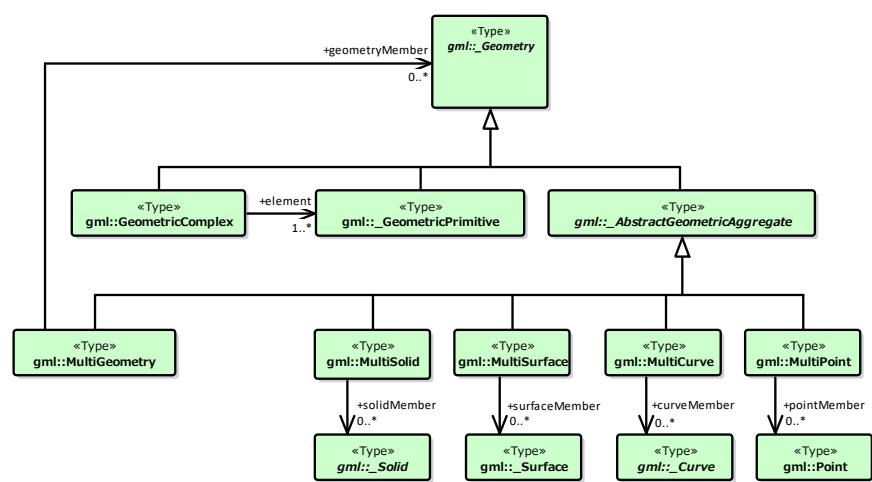 «Type»
gml::_Geometry
+geometryMember
0..*
«Type»
gml::GeometricComplex
+element
1..*
«Type»
gml::_GeometricPrimitive
«Type»
gml::_AbstractGeometricAggregate
«Type»
gml::MultiGeometry
«Type»
gml::MultiSolid
«Type»
gml::MultiSurface
«Type»
gml::MultiCurve
«Type»
gml::MultiPoint
+solidMember
0..*
+surfaceMember
0..*
+curveMember
0..*
+pointMember
0..*
«Type»
gml::_Solid
«Type»
gml::_Surface
«Type»
gml::_Curve
«Type»
gml::Point